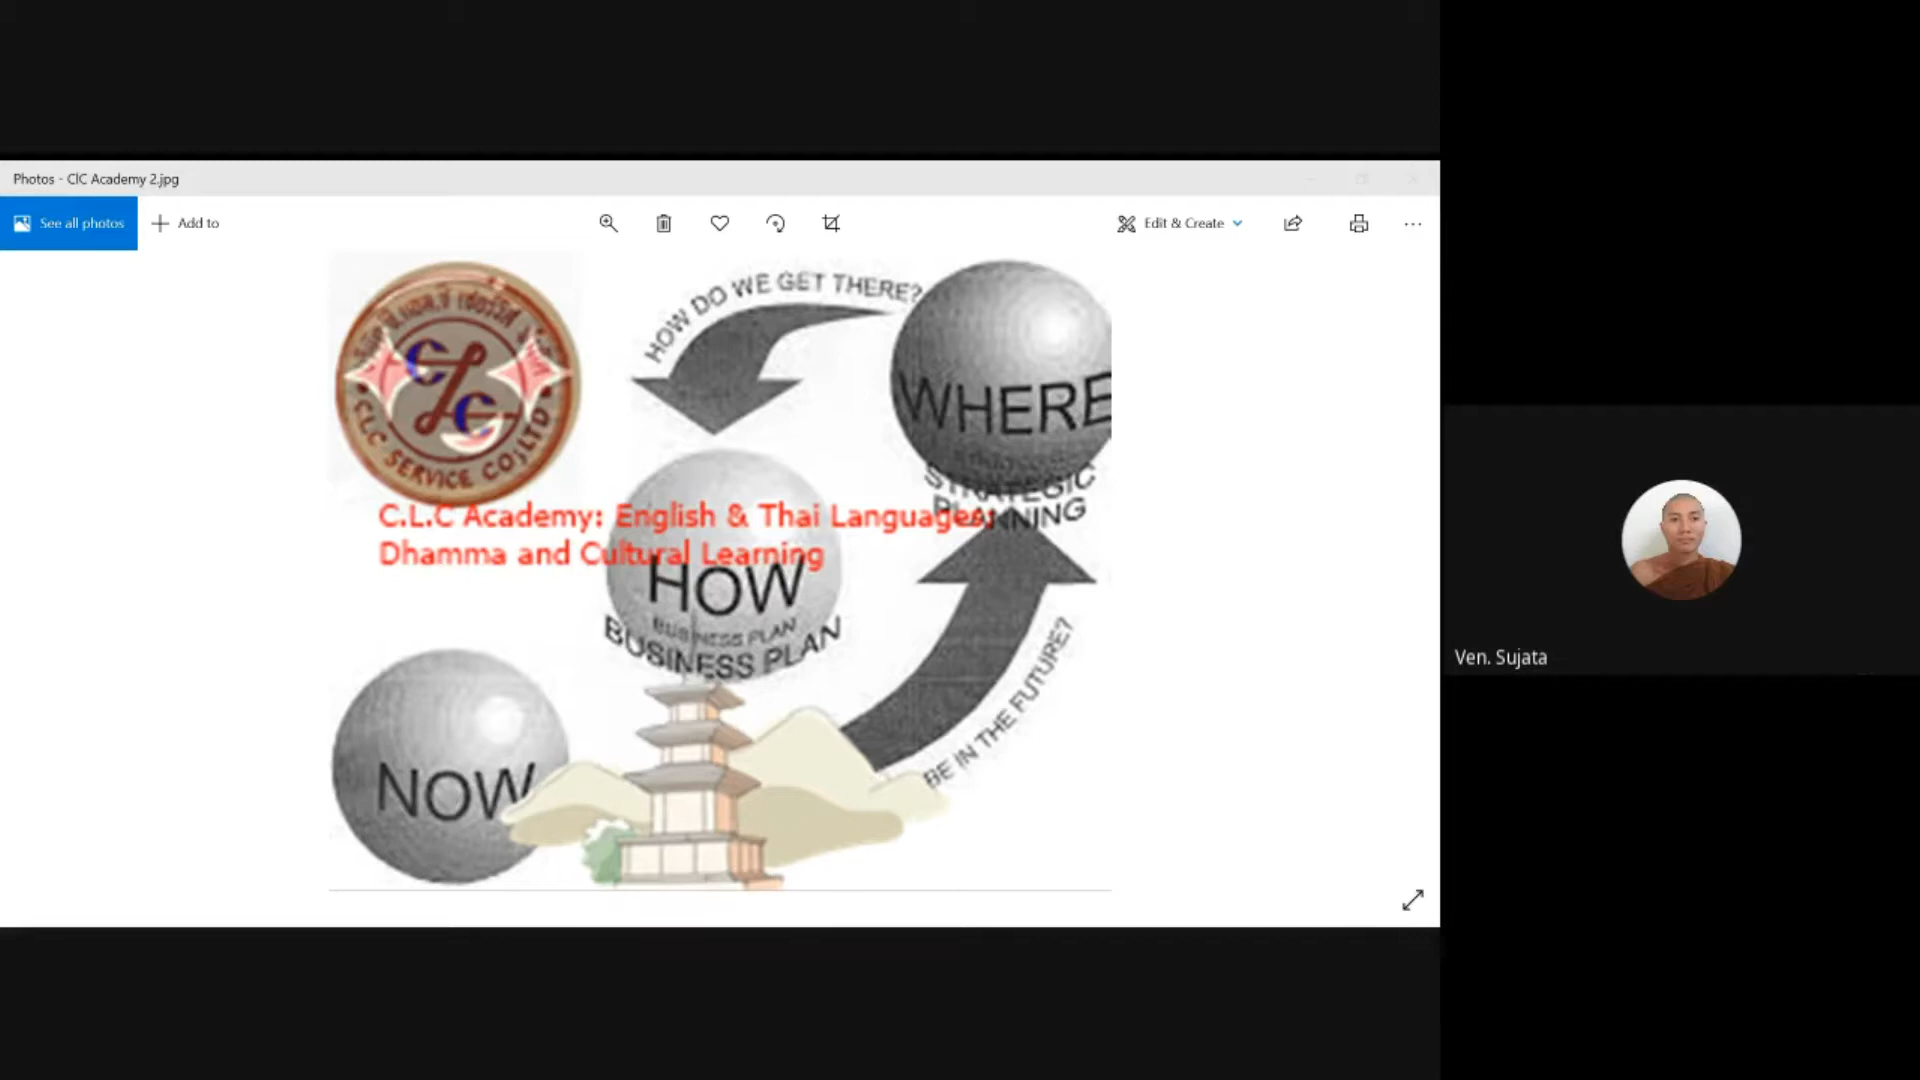 Photos - ClC Academy 2.jpg
See all photos
Add to
Edit & Create
HOW DO WE GET THERE?
WHERE
STRATEGIC
PLANNING
CLC SERVICE CO;LTD
C.L.C Academy: English & Thai Languages;
Dhamma and Cultural Learning
HOW
BUSINESS PLAN
BUSINESS PLAN
BE IN THE FUTURE?
NOW
Ven. Sujata